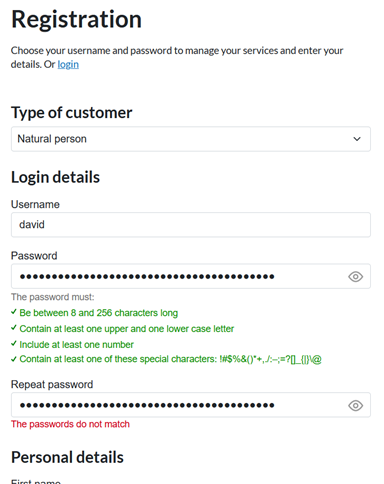 Registration
Choose your username and password to manage your services and enter your
details. Or login
Type of customer
Natural person
Login details
Username
david
Password
●●●●●●●●●●●●●●●●●●●●●●●●●●●●●●●●●●●●●●●●
The password must:
✓ Be between 8 and 256 characters long
✓ Contain at least one upper and one lower case letter
✓ Include at least one number
✓ Contain at least one of these special characters: !#$%&()*+,./:–;=?[]_{|}\@
Repeat password
●●●●●●●●●●●●●●●●●●●●●●●●●●●●●●●●●●●●●●●●
The passwords do not match
Personal details
First name